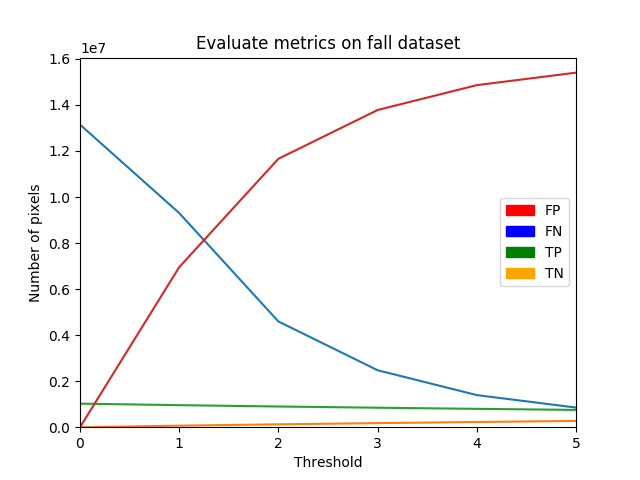 Evaluate metrics on fall dataset
1e7
1.6
1.4
1.2
1.0
0.8
0.6
0.4
0.2
0.0
Number of pixels
FP
FN
TP
TN
0 1 2 3 4 5
Threshold